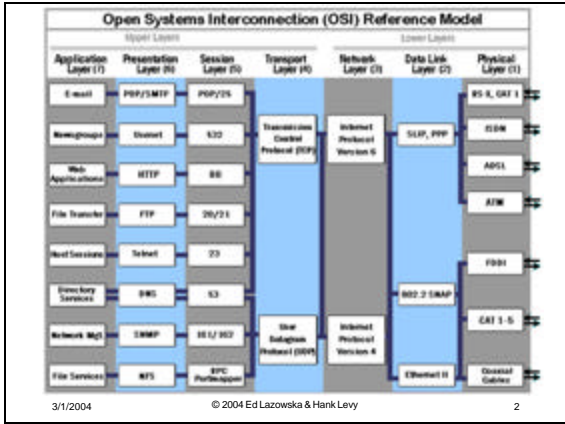 Open Systems Interconnection (OSI) Reference Model
Upper Layers
Lower Layers
Application Layer (7)
Presentation Layer (6)
Session Layer (5)
Transport Layer (4)
Network Layer (3)
Data Link Layer (2)
Physical Layer (1)
E-mail
POP/SMTP
POP/25
Newsgroups
Usenet
532
Web Applications
HTTP
80
File Transfer
FTP
20/21
Host Sessions
Telnet
23
Directory Services
DNS
53
Network Mgt
SNMP
161/162
File Services
NFS
RPC Portmapper
Transmission Control Protocol (TCP)
User Datagram Protocol (UDP)
Internet Protocol Version 6
Internet Protocol Version 4
SLIP, PPP
802.2 SNAP
Ethernet II
RS-X, CAT 1
ISDN
ADSL
ATM
FDDI
CAT 1-5
Coaxial Cables
3/1/2004
© 2004 Ed Lazowska & Hank Levy
2